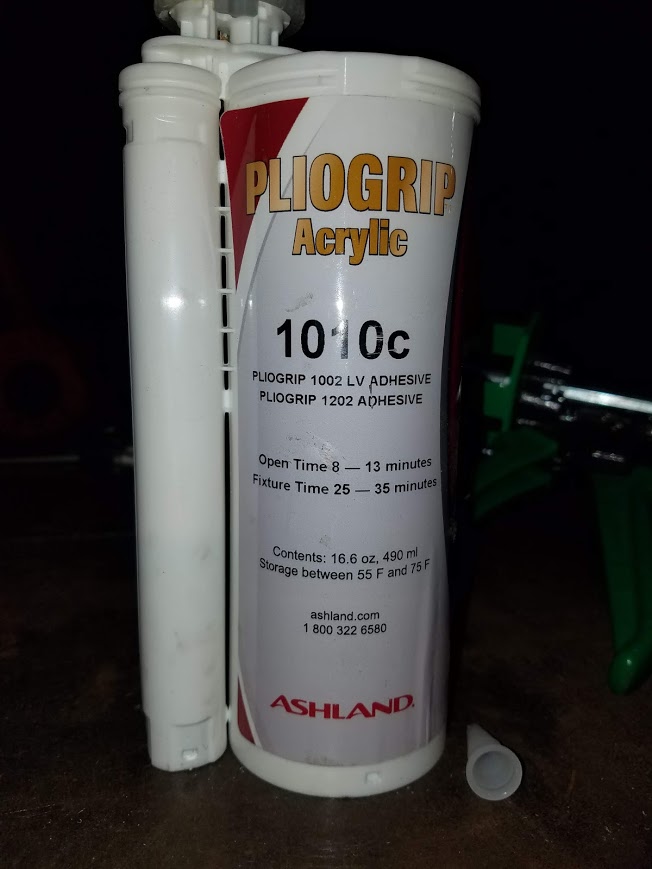 PLIOGRIP
Acrylic
1010c
PLIOGRIP 1002 LV ADHESIVE
PLIOGRIP 1202 ADHESIVE
Open Time 8 — 13 minutes
Fixture Time 25 — 35 minutes
Contents: 16.6 oz, 490 ml
Storage between 55 F and 75 F
ashland.com
1 800 322 6580
ASHLAND.